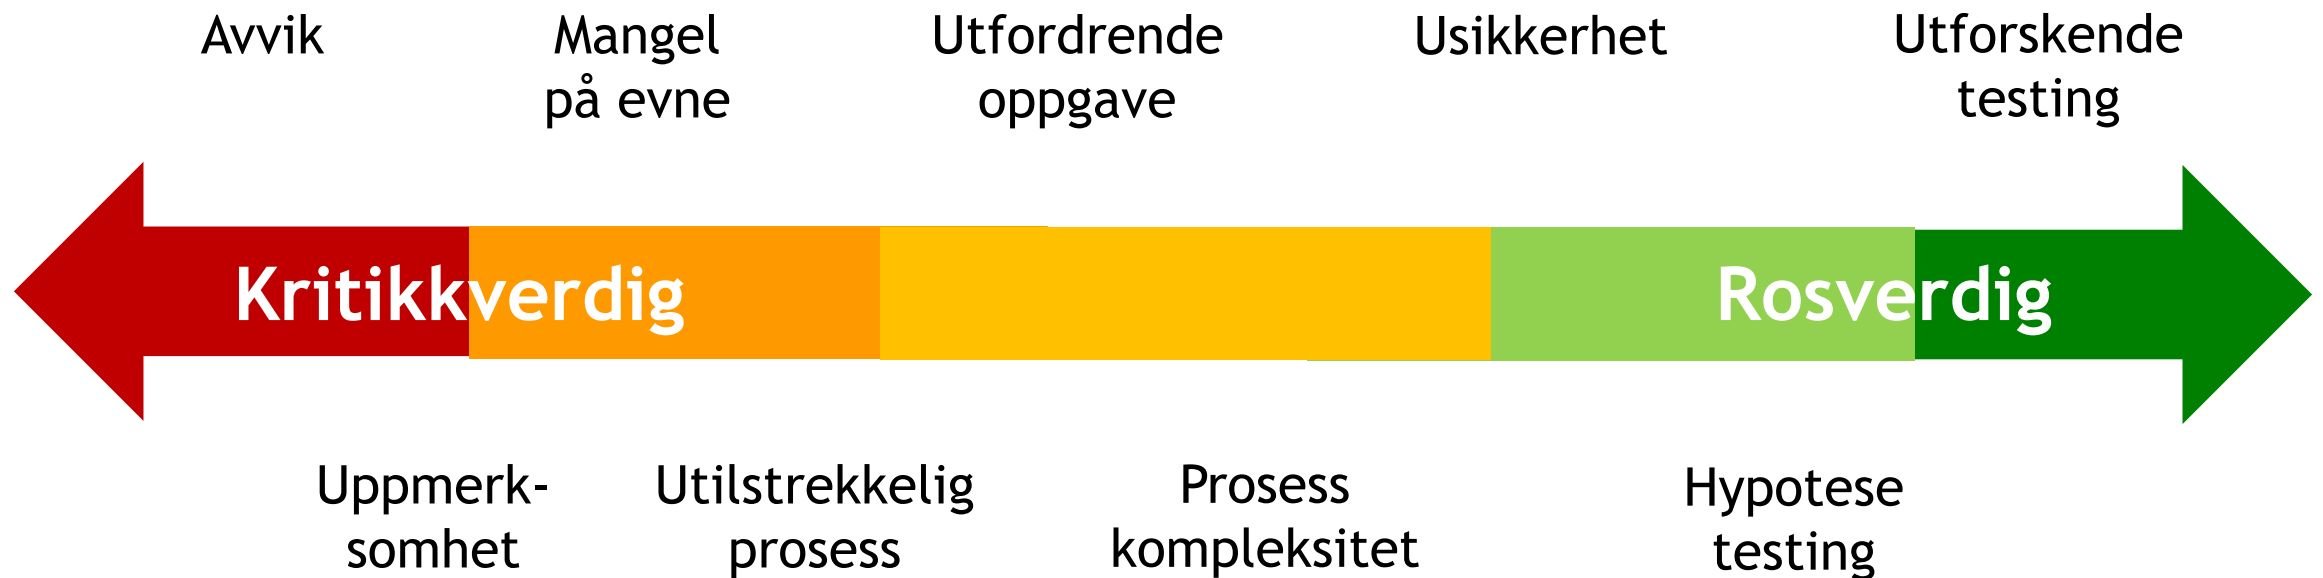 Avvik
Mangel
på evne
Utfordrende
oppgave
Usikkerhet
Utforskende
testing
Kritikkverdig
Rosverdig
Uppmerk-
somhet
Utilstrekkelig
prosess
Prosess
kompleksitet
Hypotese
testing